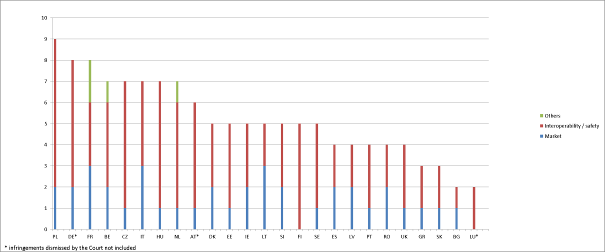 10
9
8
7
6
5
4
3
2
1
0
PL DE* FR BE CZ IT HU NL AT* DK EE IE LT SI FI SE ES LV PT RO UK GR SK BG LU*
Others
Interoperability / safety
Market
* infringements dismissed by the Court not included